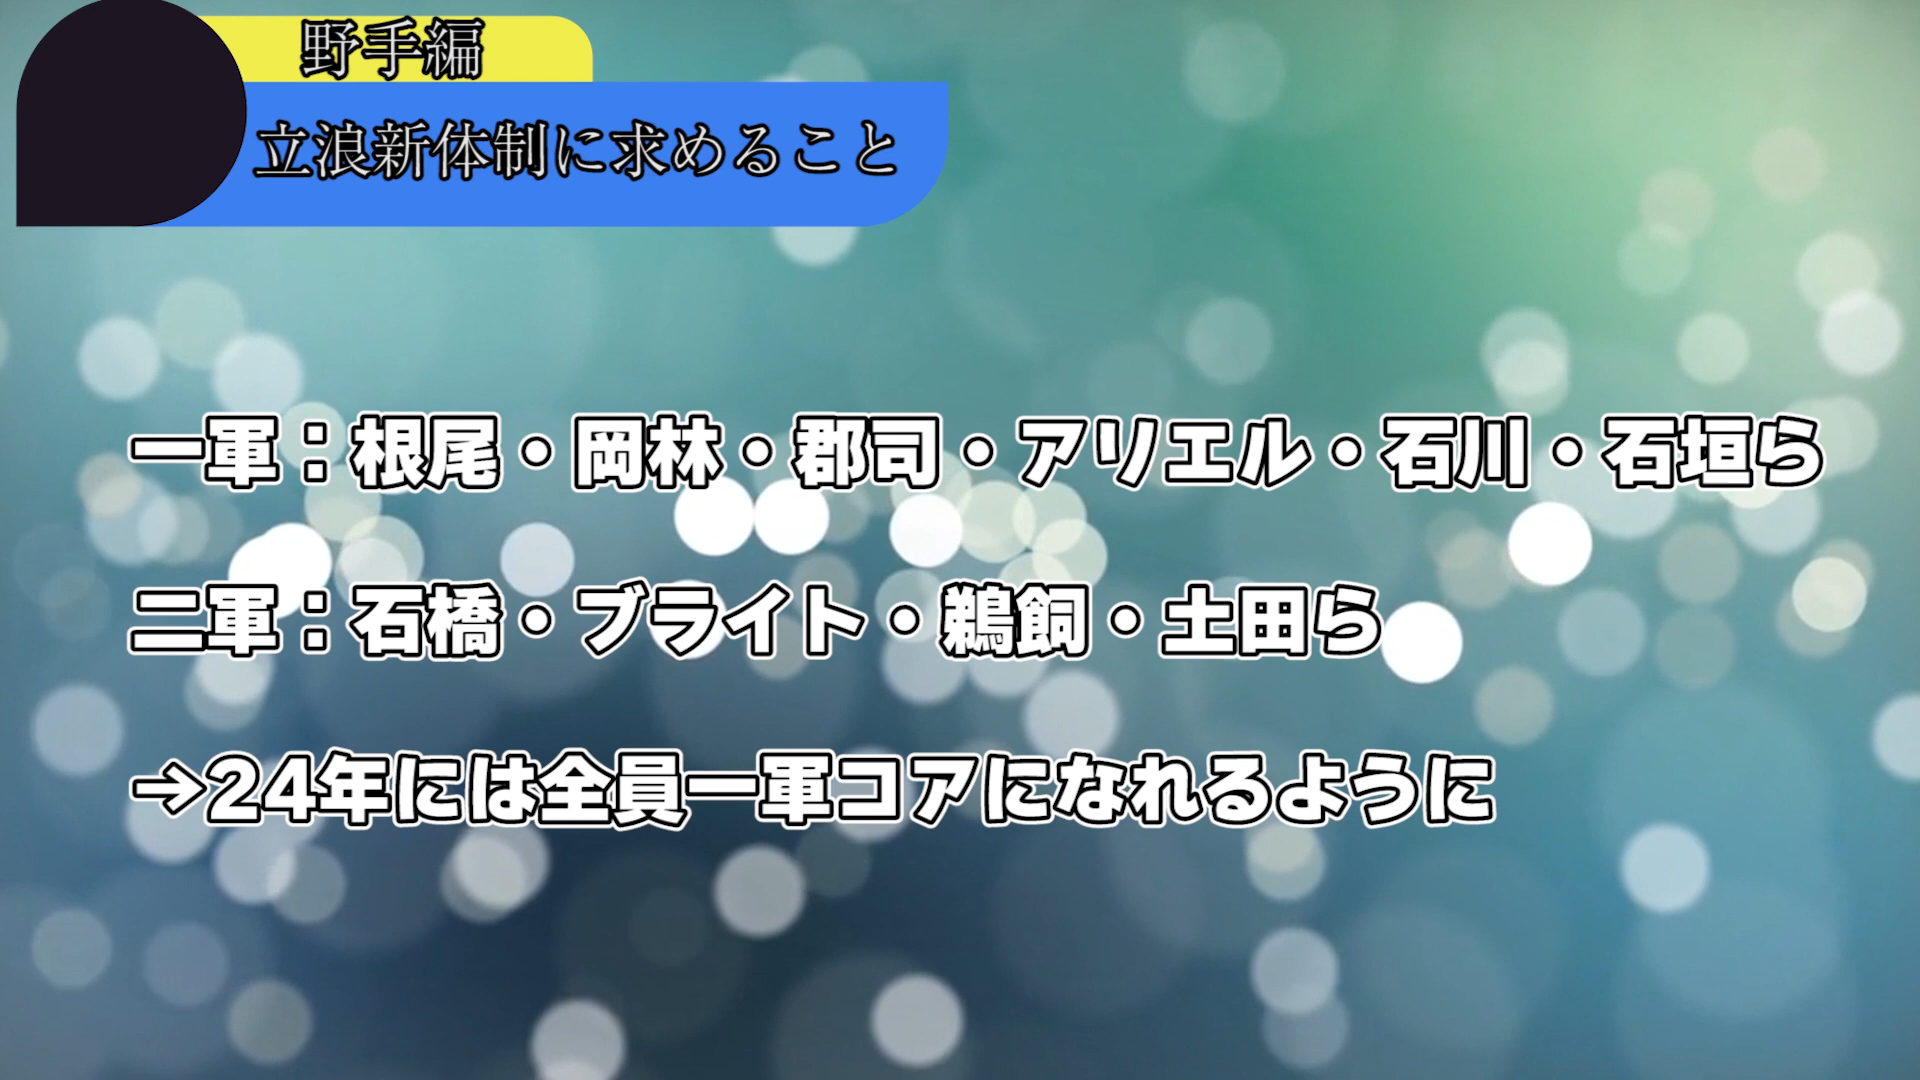 野手編
立浪新体制に求めること
一軍：根尾・岡林・郡司・アリエル・石川・石垣ら
二軍：石橋・ブライト・鵜飼・土田ら
→24年には全員一軍コアになれるように